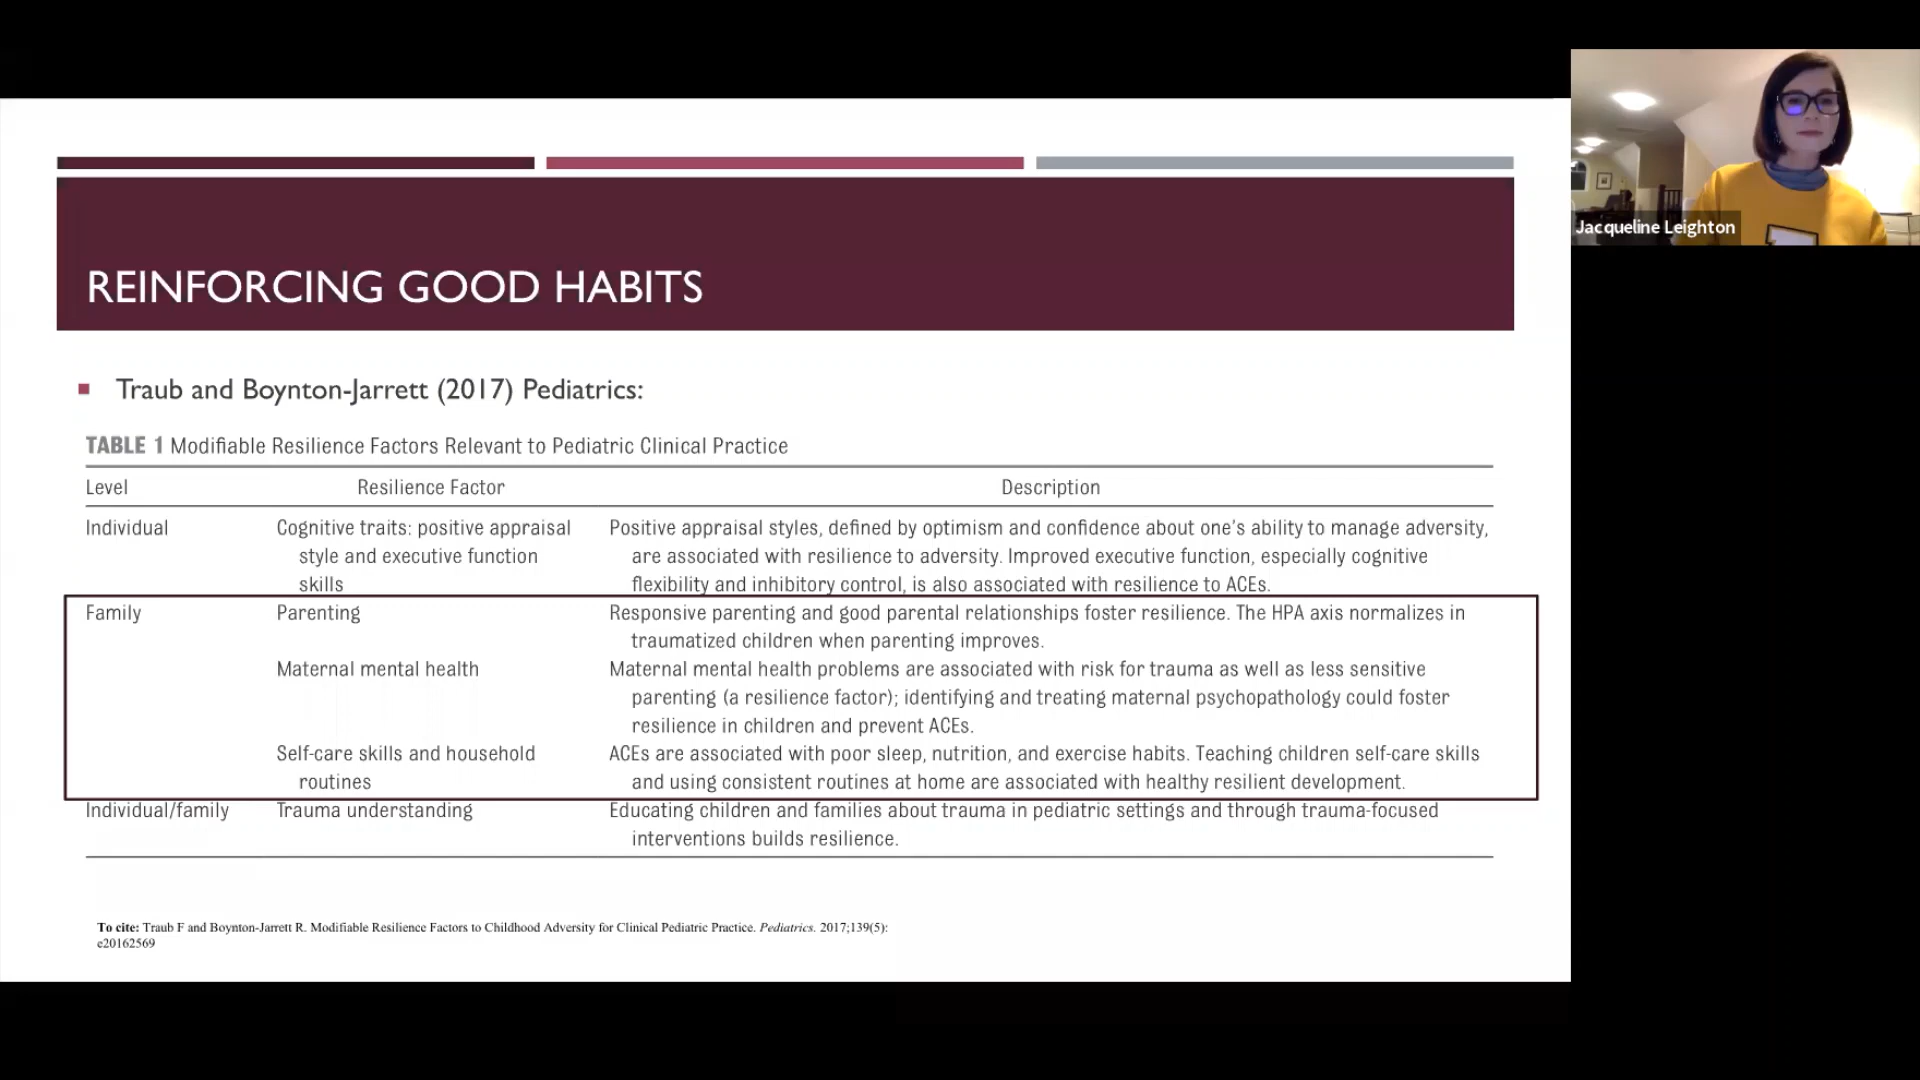 REINFORCING GOOD HABITS
Traub and Boynton-Jarrett (2017) Pediatrics:
TABLE 1 Modifiable Resilience Factors Relevant to Pediatric Clinical Practice
Level Resilience Factor Description
Individual Cognitive traits: positive appraisal Positive appraisal styles, defined by optimism and confidence about one's ability to manage adversity,
style and executive function are associated with resilience to adversity. Improved executive function, especially cognitive
skills flexibility and inhibitory control, is also associated with resilience to ACEs.
Family Parenting Responsive parenting and good parental relationships foster resilience. The HPA axis normalizes in
traumatized children when parenting improves.
Maternal mental health Maternal mental health problems are associated with risk for trauma as well as less sensitive
parenting (a resilience factor); identifying and treating maternal psychopathology could foster
resilience in children and prevent ACEs.
Self-care skills and household ACEs are associated with poor sleep, nutrition, and exercise habits. Teaching children self-care skills
routines and using consistent routines at home are associated with healthy resilient development.
Individual/family Trauma understanding Educating children and families about trauma in pediatric settings and through trauma-focused
interventions builds resilience.
To cite: Traub F and Boynton-Jarrett R. Modifiable Resilience Factors to Childhood Adversity for Clinical Pediatric Practice. Pediatrics. 2017;139(5):
e20162569
Jacqueline Leighton